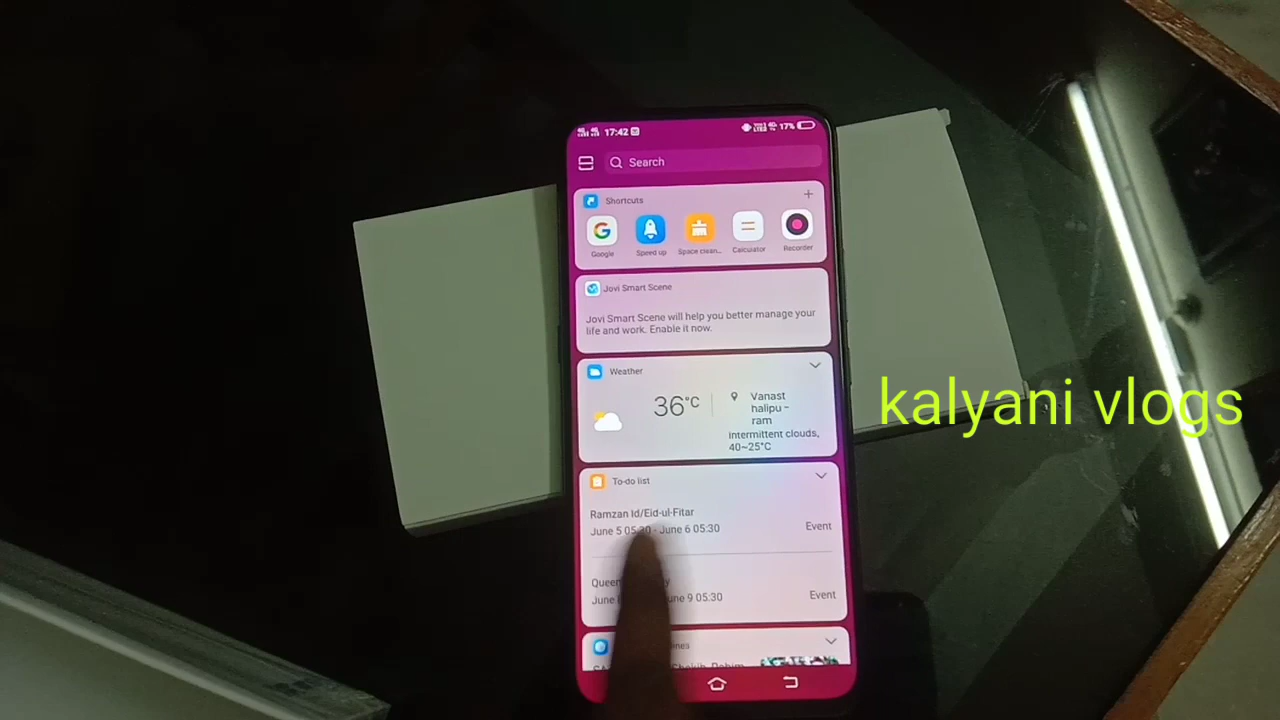 17:42
17%
Search
Shortcuts
Google
Speed up
Space clean...
Calculator
Recorder
Jovi Smart Scene
Jovi Smart Scene will help you better manage your
life and work. Enable it now.
Weather
36°C
Vanast
halipu -
ram
intermittent clouds,
40~25°C
To-do list
Ramzan Id/Eid-ul-Fitar
June 5 05:30 - June 6 05:30
Event
June 9 05:30
Event
kalyani vlogs